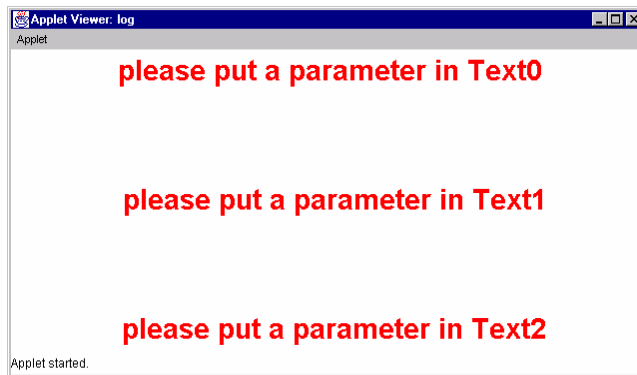 Applet Viewer: log
Applet
please put a parameter in Text0
please put a parameter in Text1
please put a parameter in Text2
Applet started.